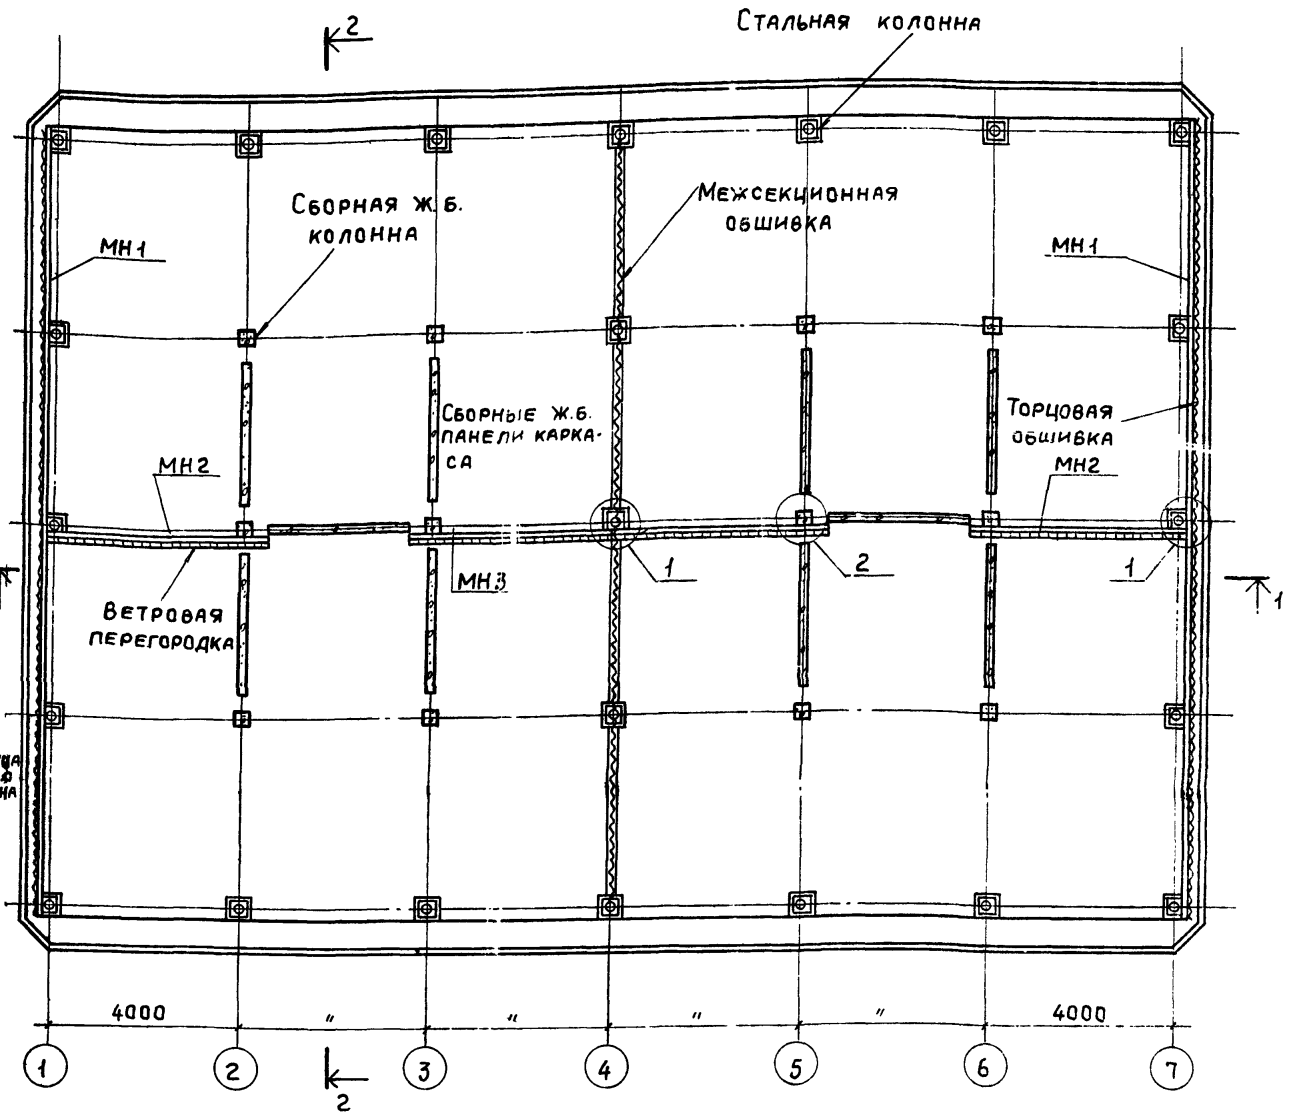 2
СТАЛЬНАЯ КОЛОННА
СБОРНАЯ Ж.Б.
КОЛОННА
МЕЖСЕКЦИОННАЯ
ОБШИВКА
МН1
МН1
СБОРНЫЕ Ж.Б.
ПАНЕЛИ КАРКА-
СА
ТОРЦОВАЯ
ОБШИВКА
МН2
МН2
МН3
1
2
1
1
ВЕТРОВАЯ
ПЕРЕГОРОДКА
НА
4000 " " " " 4000
1 2 3 4 5 6 7
2